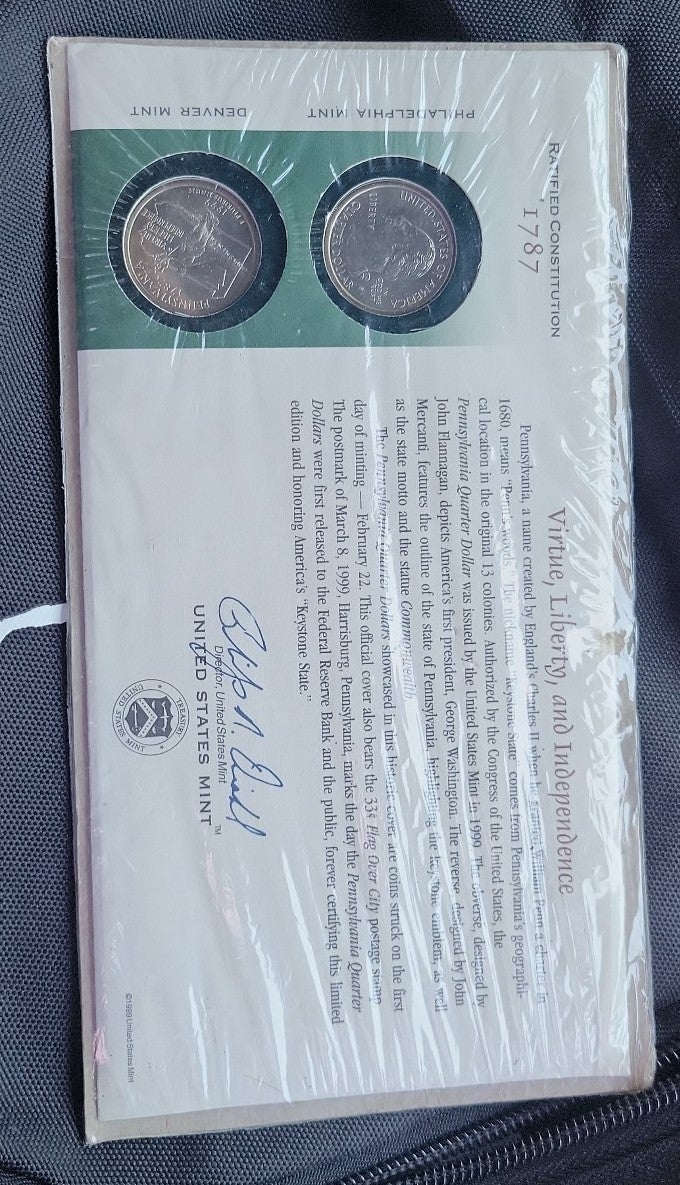 RATIFIED CONSTITUTION
1787
PHILADELPHIA MINT
DENVER MINT
UNITED STATES OF AMERICA
LIBERTY
QUARTER DOLLAR
PENNSYLVANIA
1787
1999
Virtue, Liberty, and Independence
Pennsylvania, a name created by England's Charles II when he granted William Penn a charter in
1680, means "Penn's Woods." The nickname "Keystone State" comes from Pennsylvania's geographi-
cal location in the original 13 colonies. Authorized by the Congress of the United States, the
Pennsylvania Quarter Dollar was issued by the United States Mint in 1999. The obverse, designed by
John Flannagan, depicts America's first president, George Washington. The reverse designed by John
Mercanti, features the outline of the state of Pennsylvania, highlighting the keystone emblem, as well
as the state motto and the statue Commonwealth.
The Pennsylvania Quarter Dollars showcased in this historic cover are coins struck on the first
day of minting — February 22. This official cover also bears the 33¢ Flag Over City postage stamp.
The postmark of March 8, 1999, Harrisburg, Pennsylvania, marks the day the Pennsylvania Quarter
Dollars were first released to the Federal Reserve Bank and the public, forever certifying this limited
edition and honoring America's "Keystone State."
Director, United States Mint
UNITED STATES MINT™
TREASURY
UNITED STATES MINT
©1999 United States Mint